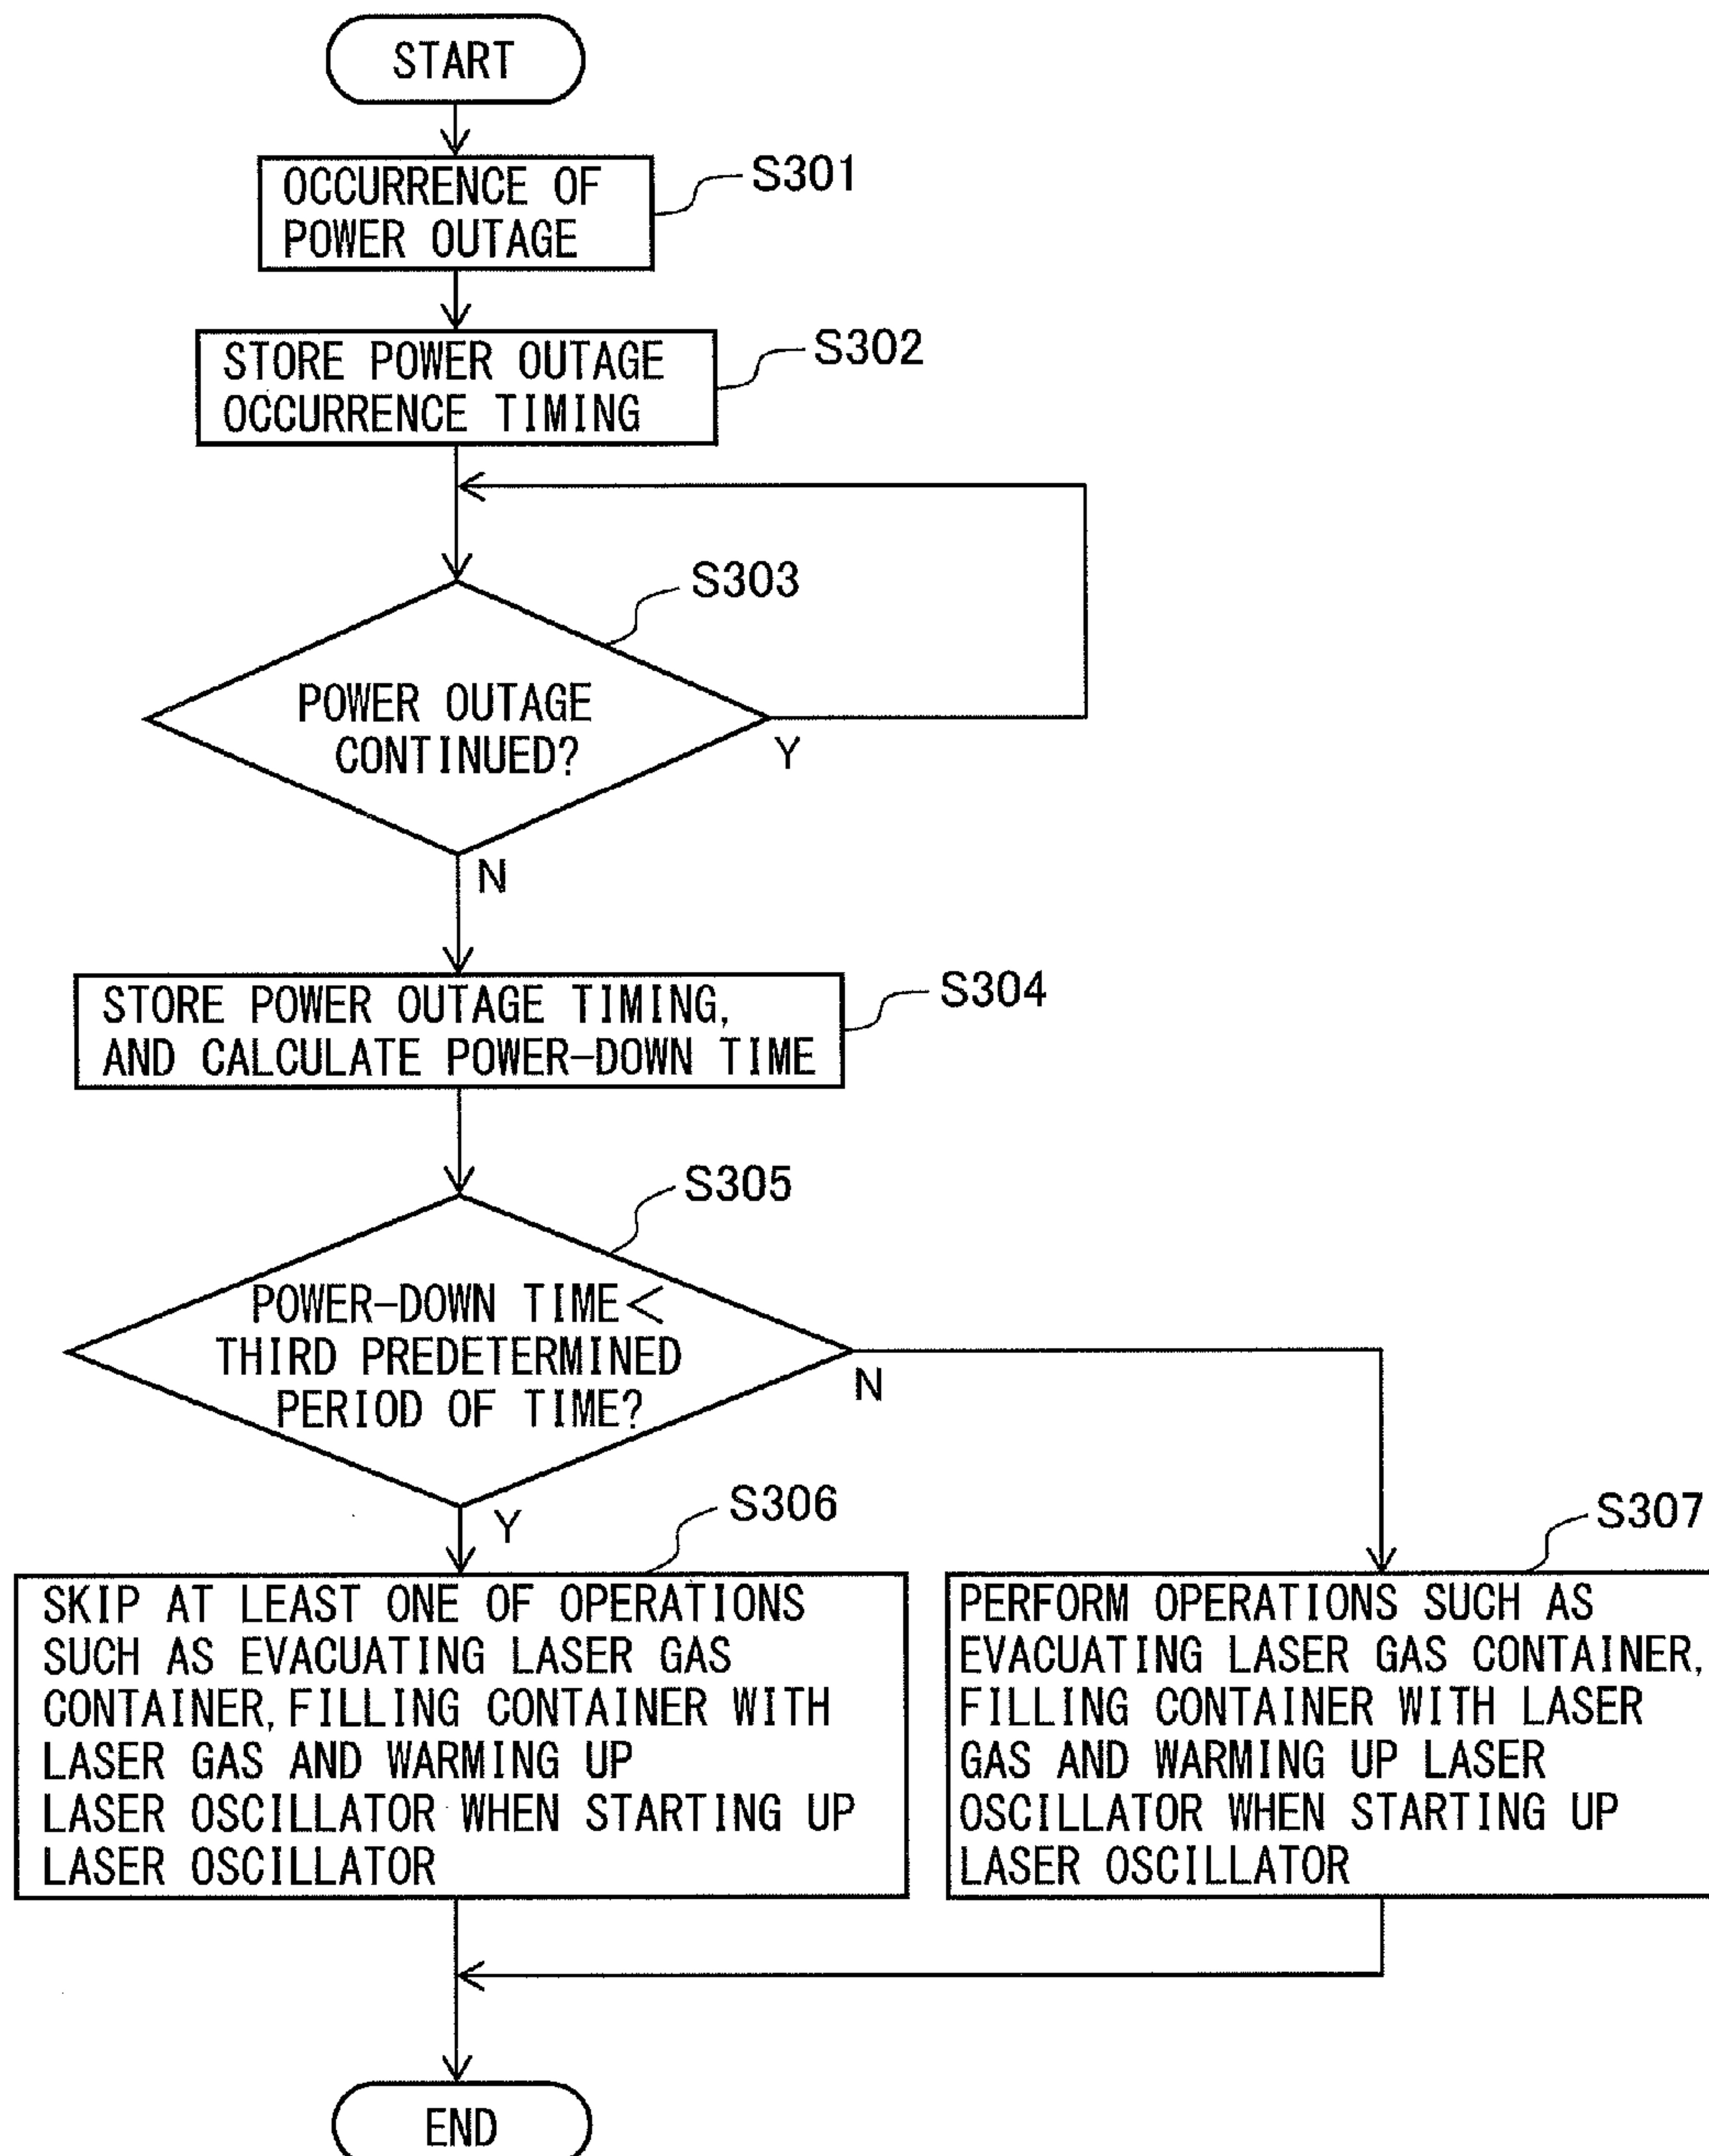 START
OCCURRENCE OF
POWER OUTAGE
S301
STORE POWER OUTAGE
OCCURRENCE TIMING
S302
S303
POWER OUTAGE
CONTINUED?
Y
N
STORE POWER OUTAGE TIMING,
AND CALCULATE POWER-DOWN TIME
S304
S305
POWER-DOWN TIME<
THIRD PREDETERMINED
PERIOD OF TIME?
N
Y
S306
SKIP AT LEAST ONE OF OPERATIONS
SUCH AS EVACUATING LASER GAS
CONTAINER, FILLING CONTAINER WITH
LASER GAS AND WARMING UP
LASER OSCILLATOR WHEN STARTING UP
LASER OSCILLATOR
S307
PERFORM OPERATIONS SUCH AS
EVACUATING LASER GAS CONTAINER,
FILLING CONTAINER WITH LASER
GAS AND WARMING UP LASER
OSCILLATOR WHEN STARTING UP
LASER OSCILLATOR
END